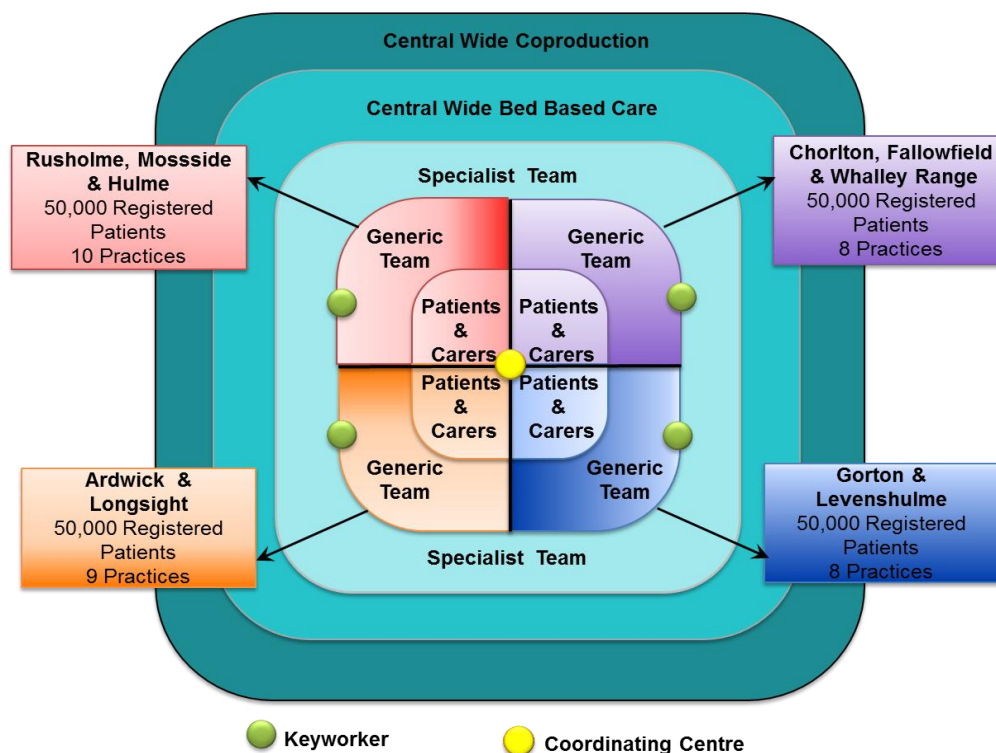 Central Wide Coproduction
Central Wide Bed Based Care
Specialist Team
Rusholme, Mossside
& Hulme
50,000 Registered
Patients
10 Practices
Chorlton, Fallowfield
& Whalley Range
50,000 Registered
Patients
8 Practices
Generic
Team
Generic
Team
Patients
&
Carers
Patients
&
Carers
Patients
&
Carers
Patients
&
Carers
Generic
Team
Generic
Team
Ardwick &
Longsight
50,000 Registered
Patients
9 Practices
Gorton &
Levenshulme
50,000 Registered
Patients
8 Practices
Specialist Team
Keyworker
Coordinating Centre